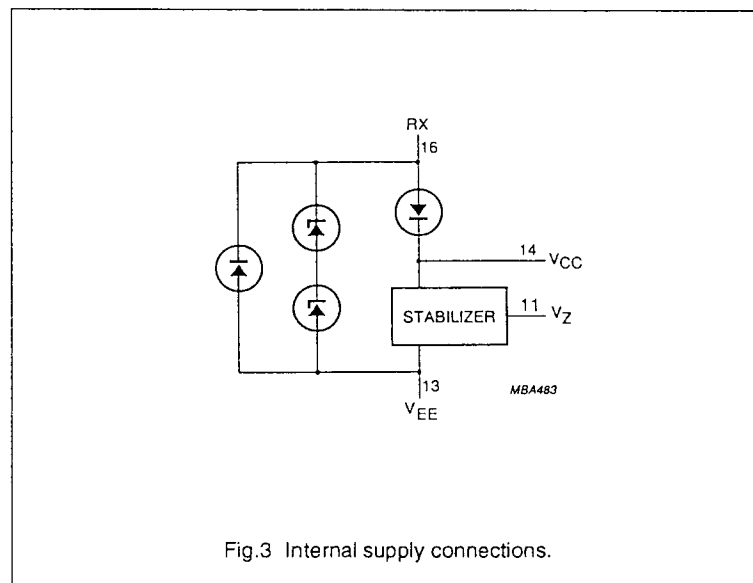 RX
16
14 VCC
STABILIZER
11 VZ
13
VEE
MBA483
Fig.3 Internal supply connections.